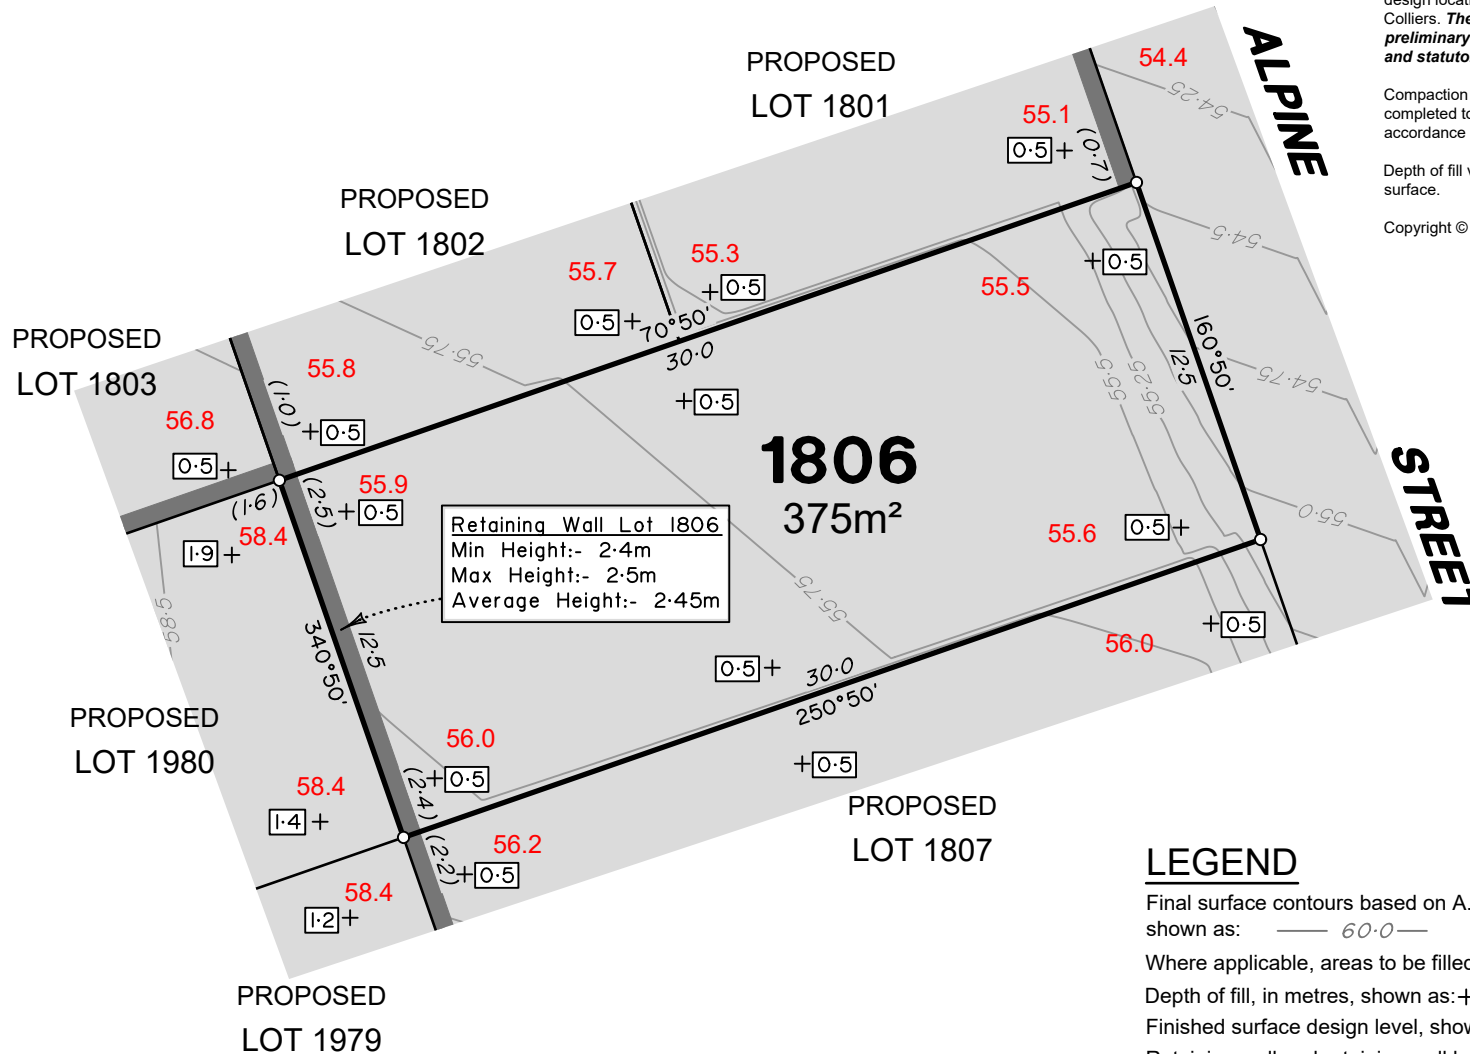 design locati
Colliers. The
preliminary
and statuto
Compaction
completed to
accordance
Depth of fill v
surface.
Copyright ©
ALPINE
STREET
54.4
54·25
PROPOSED
LOT 1801
55.1
0·5
(0·7)
54·5
PROPOSED
LOT 1802
55.7
55.3
0·5
0·5
70°50'
30·0
55.5
0·5
160°50'
12·5
54·75
55·75
PROPOSED
LOT 1803
56.8
0·5
55.8
(1·0)
0·5
0·5
55·5
55·25
1806
375m²
(1·6)
58.4
1·9
55.9
(2·5)
0·5
55.6
0·5
55·0
Retaining Wall Lot 1806
Min Height:- 2·4m
Max Height:- 2·5m
Average Height:- 2·45m
58·5
340°50'
12·5
55·75
0·5
30·0
250°50'
56.0
0·5
PROPOSED
LOT 1980
58.4
1·4
56.0
0·5
(2·4)
0·5
PROPOSED
LOT 1807
56.2
(2·2)
0·5
58.4
1·2
PROPOSED
LOT 1979
LEGEND
Final surface contours based on A.
shown as: 60·0
Where applicable, areas to be filled
Depth of fill, in metres, shown as:+
Finished surface design level, show